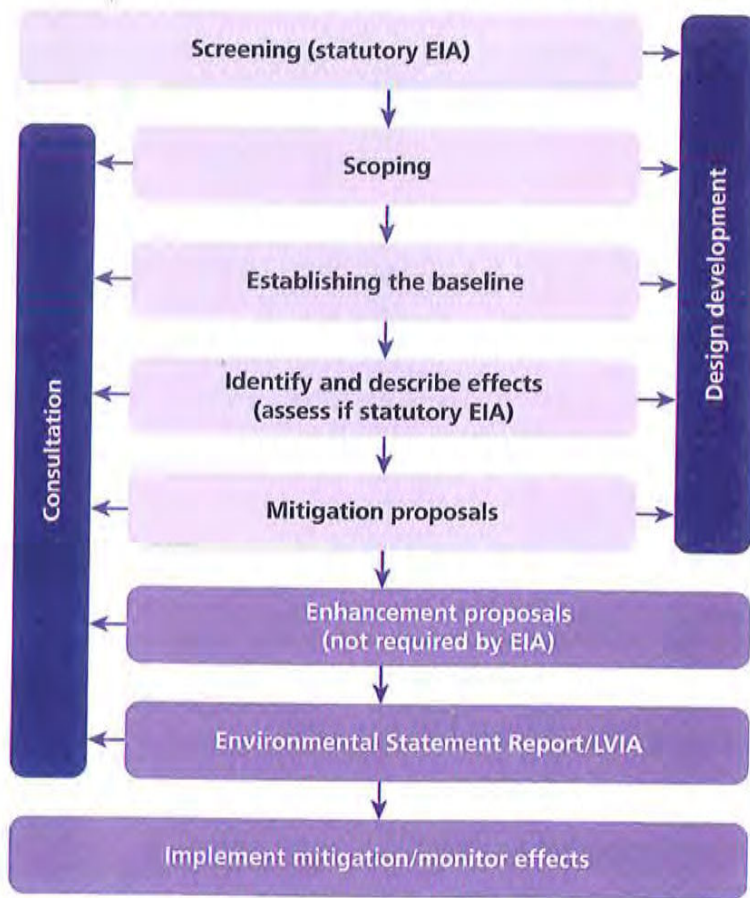 Screening (statutory EIA)
Scoping
Establishing the baseline
Identify and describe effects
(assess if statutory EIA)
Mitigation proposals
Enhancement proposals
(not required by EIA)
Environmental Statement Report/LVIA
Implement mitigation/monitor effects
Consultation
Design development